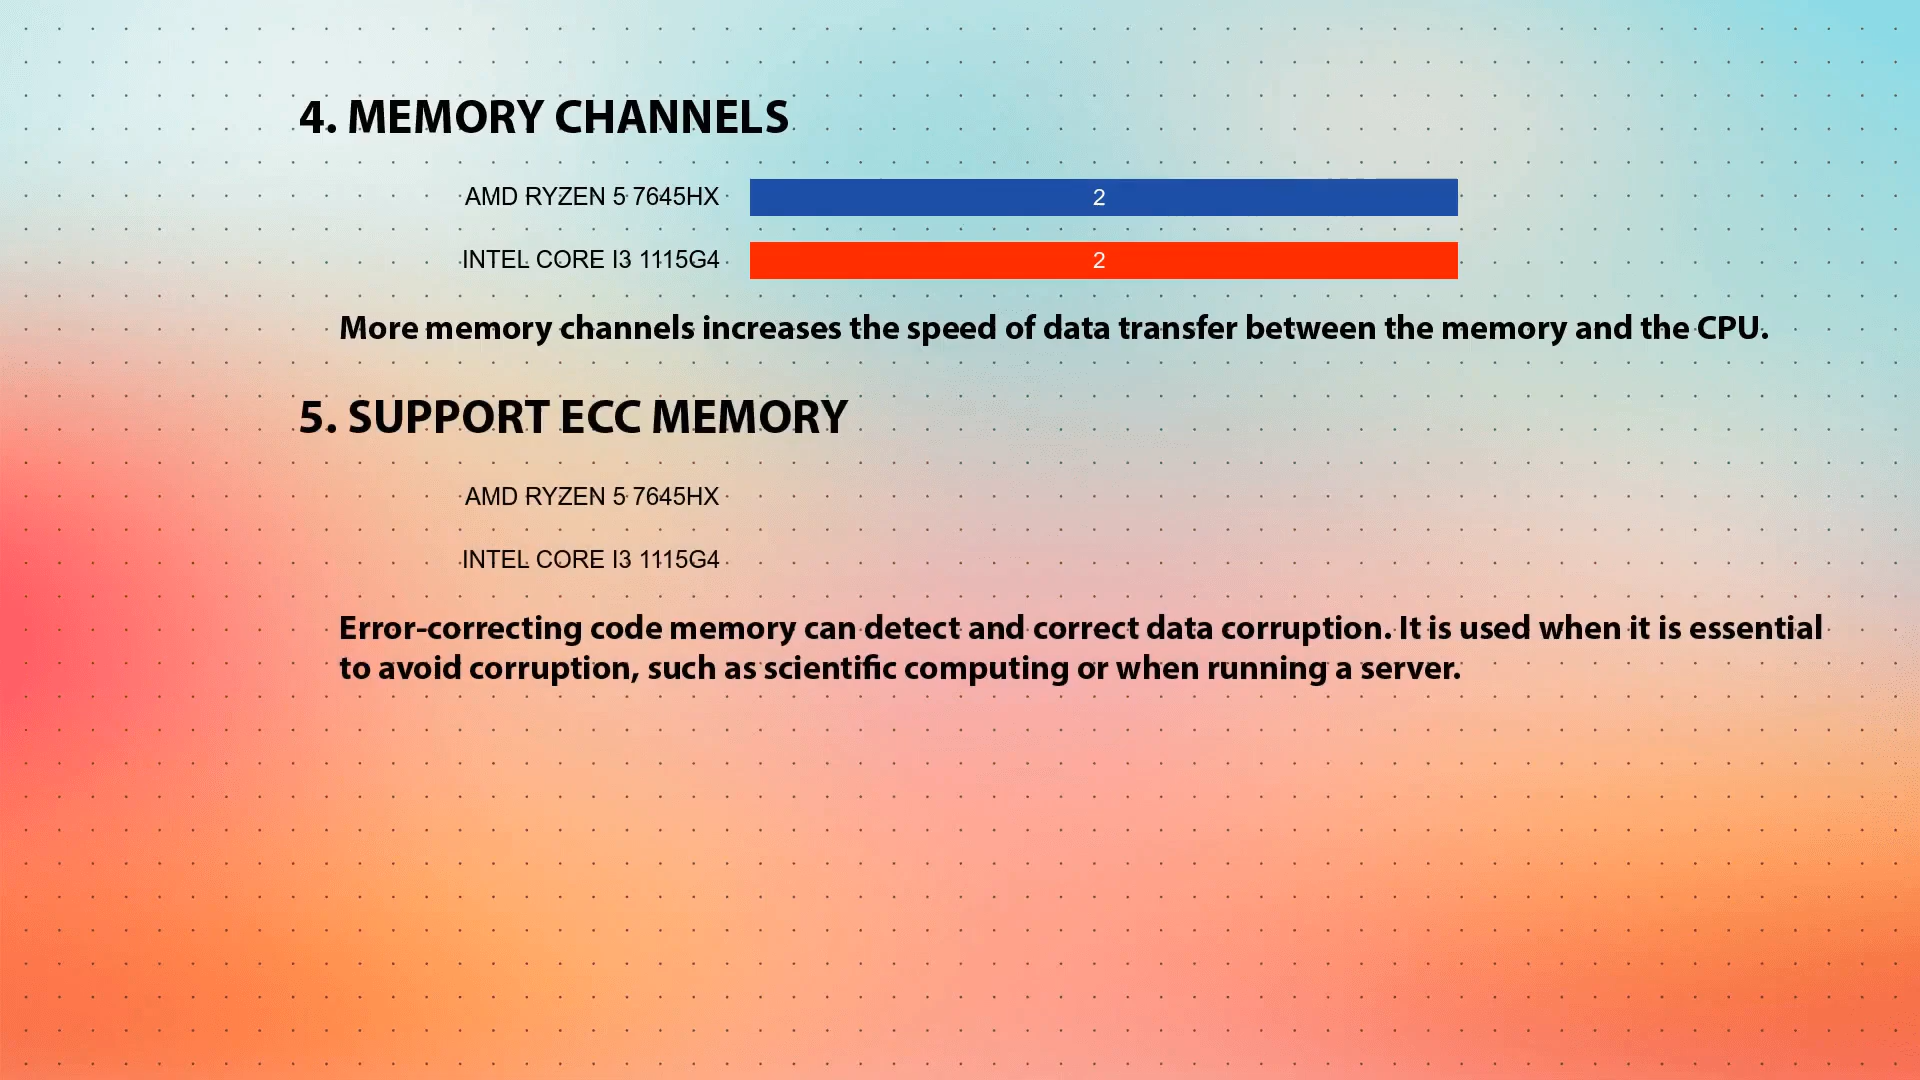 4. MEMORY CHANNELS
AMD RYZEN 5 7645HX
2
INTEL CORE I3 1115G4
2
More memory channels increases the speed of data transfer between the memory and the CPU.
5. SUPPORT ECC MEMORY
AMD RYZEN 5 7645HX
INTEL CORE I3 1115G4
Error-correcting code memory can detect and correct data corruption. It is used when it is essential
to avoid corruption, such as scientific computing or when running a server.